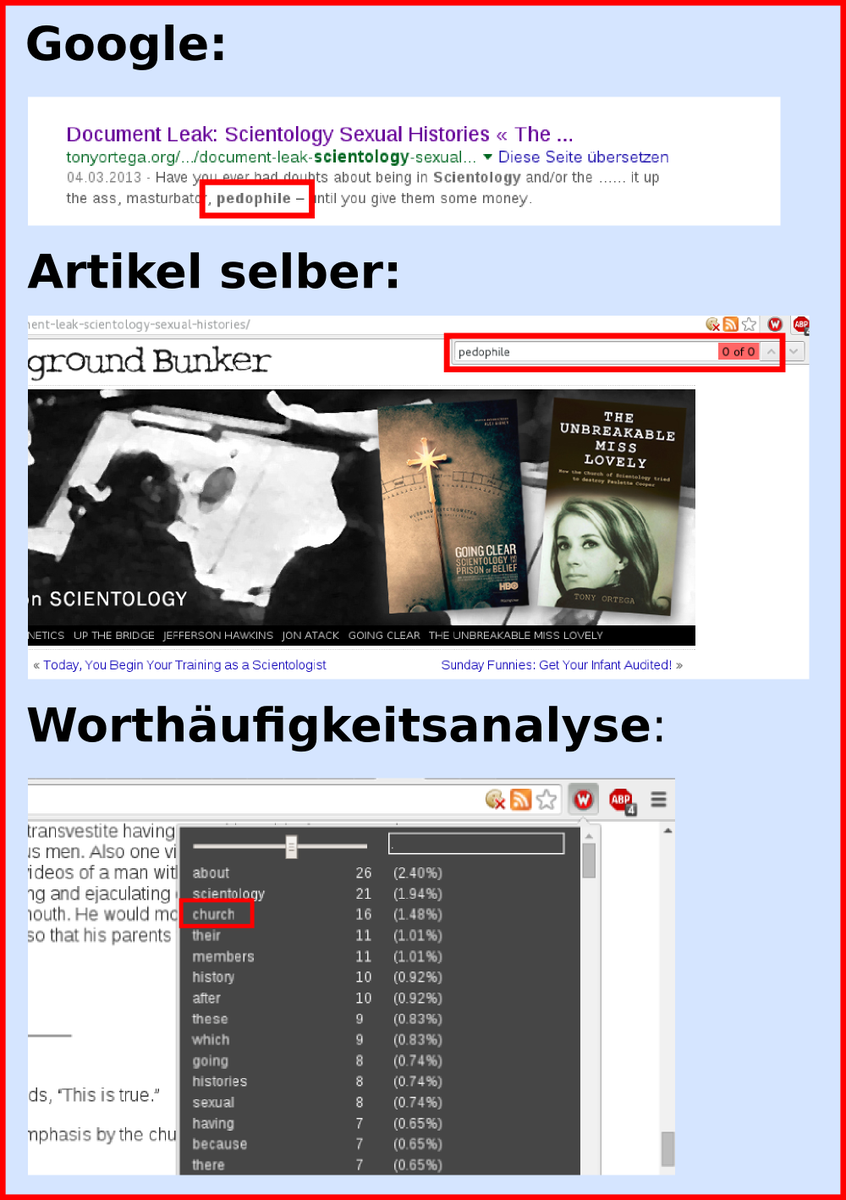 Google:
Document Leak: Scientology Sexual Histories « The ...
tonyortega.org/.../document-leak-scientology-sexual... ▼ Diese Seite übersetzen
04.03.2013 - Have you ever had doubts about being in Scientology and/or the ...... it up
the ass, masturbator, pedophile – until you give them some money.
Artikel selber:
ment-leak-scientology-sexual-histories/
W ABP
pedophile 0 of 0
ground Bunker
THE
UNBREAKABLE
MISS
LOVELY
How the Church of Scientology tried
to destroy Paulette Cooper
GOING CLEAR
SCIENTOLOGY AND THE
PRISON OF BELIEF
HBO
TONY ORTEGA
on SCIENTOLOGY
NETICS UP THE BRIDGE JEFFERSON HAWKINS JON ATACK GOING CLEAR THE UNBREAKABLE MISS LOVELY
« Today, You Begin Your Training as a Scientologist Sunday Funnies: Get Your Infant Audited! »
Worthäufigkeitsanalyse:
W ABP 4
transvestite having
us men. Also one vi
videos of a man wit
ng and ejaculating
mouth. He would mo
so that his parents
about 26 (2.40%)
scientology 21 (1.94%)
church 16 (1.48%)
their 11 (1.01%)
members 11 (1.01%)
history 10 (0.92%)
after 10 (0.92%)
these 9 (0.83%)
which 9 (0.83%)
going 8 (0.74%)
histories 8 (0.74%)
sexual 8 (0.74%)
having 7 (0.65%)
because 7 (0.65%)
there 7 (0.65%)
ds, “This is true.”
mphasis by the chu